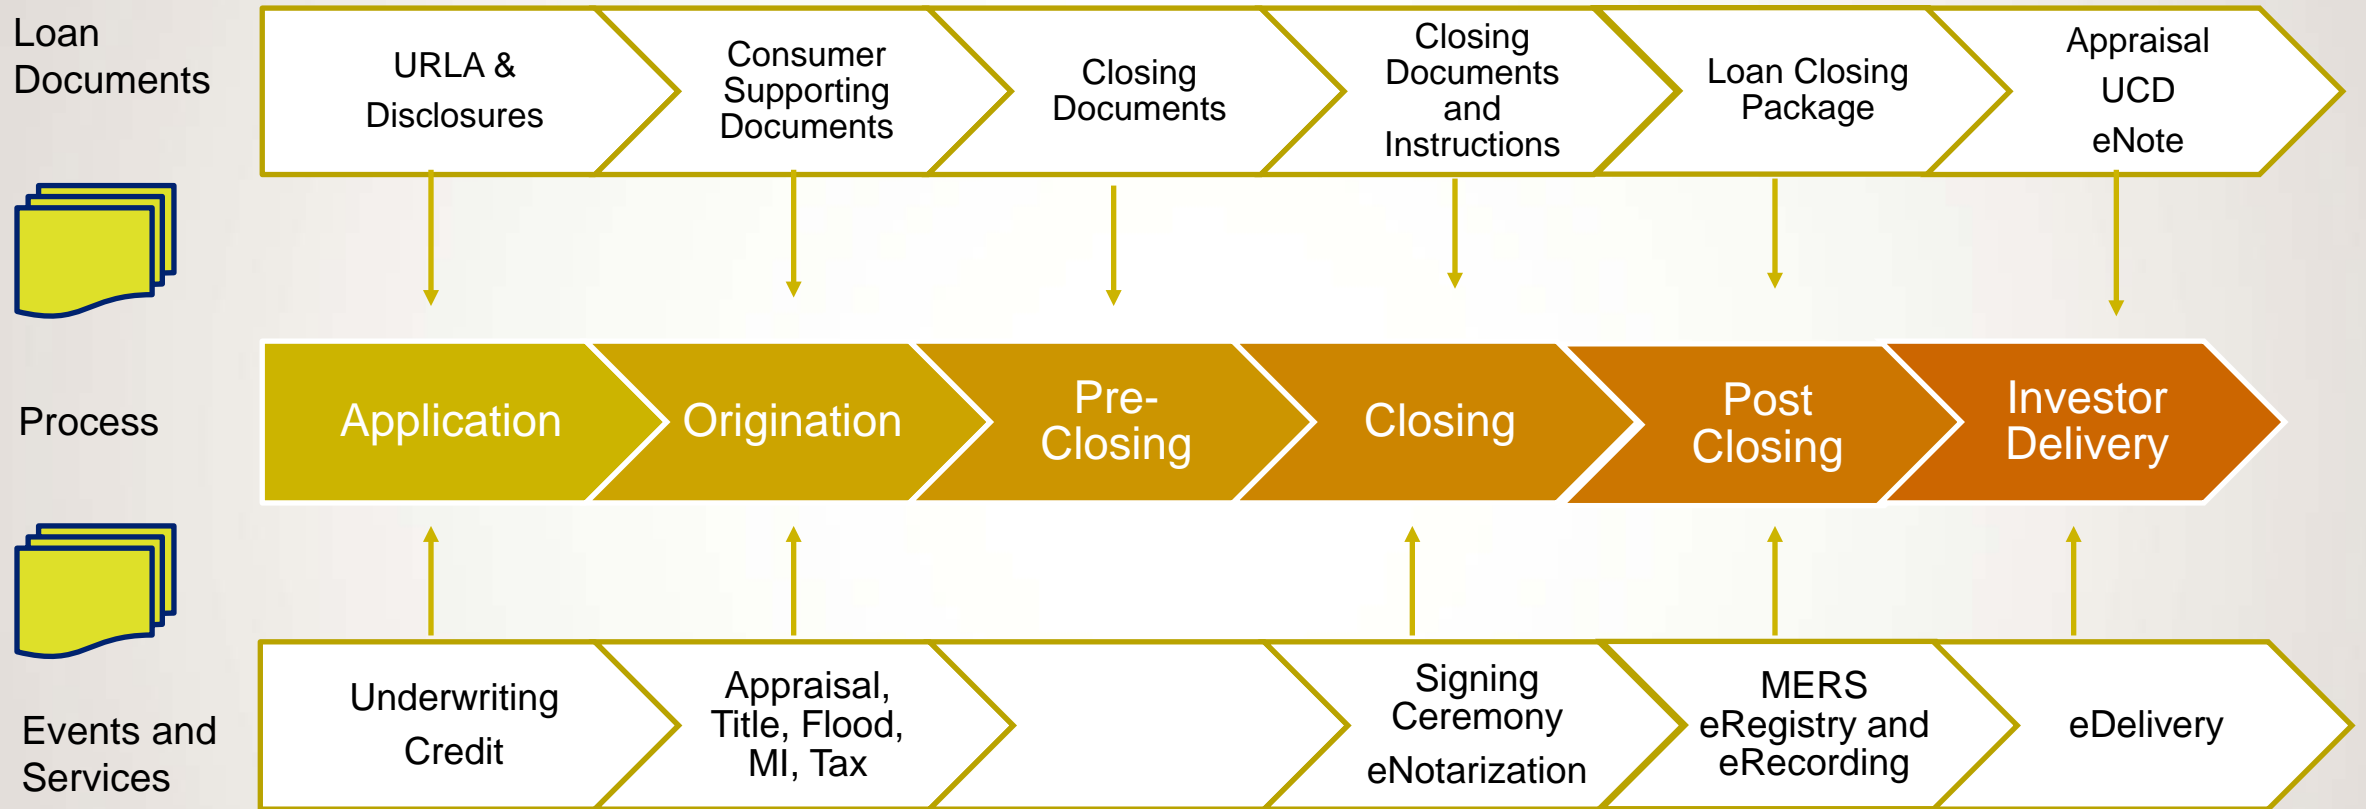 Loan
Documents
URLA &
Disclosures
Consumer
Supporting
Documents
Closing
Documents
Closing
Documents
and
Instructions
Loan Closing
Package
Appraisal
UCD
eNote
Process
Application
Origination
Pre-
Closing
Closing
Post
Closing
Investor
Delivery
Events and
Services
Underwriting
Credit
Appraisal,
Title, Flood,
MI, Tax
Signing
Ceremony
eNotarization
MERS
eRegistry and
eRecording
eDelivery